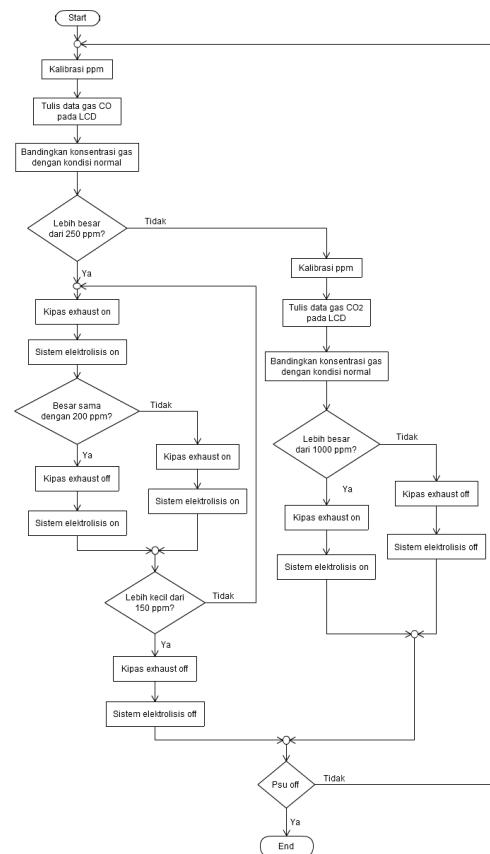 Start
Kalibrasi ppm
Tulis data gas CO
pada LCD
Bandingkan konsentrasi gas
dengan kondisi normal
Lebih besar
dari 250 ppm?
Tidak
Ya
Kipas exhaust on
Sistem elektrolisis on
Besar sama
dengan 200 ppm?
Tidak
Ya
Kipas exhaust off
Sistem elektrolisis on
Kipas exhaust on
Sistem elektrolisis on
Lebih kecil dari
150 ppm?
Tidak
Ya
Kipas exhaust off
Sistem elektrolisis off
Kalibrasi ppm
Tulis data gas CO2
pada LCD
Bandingkan konsentrasi gas
dengan kondisi normal
Lebih besar
dari 1000 ppm?
Tidak
Ya
Kipas exhaust on
Sistem elektrolisis on
Kipas exhaust off
Sistem elektrolisis off
Psu off
Tidak
Ya
End